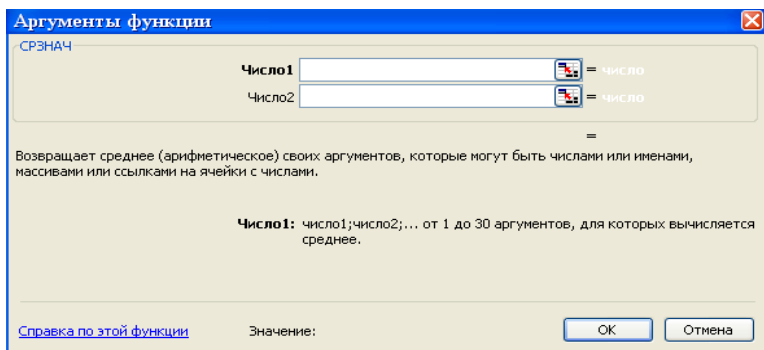 Аргументы функции
СРЗНАЧ
Число1 = число
Число2 = число
=
Возвращает среднее (арифметическое) своих аргументов, которые могут быть числами или именами,
массивами или ссылками на ячейки с числами.
Число1: число1;число2;... от 1 до 30 аргументов, для которых вычисляется
среднее.
Справка по этой функции Значение: ОК Отмена